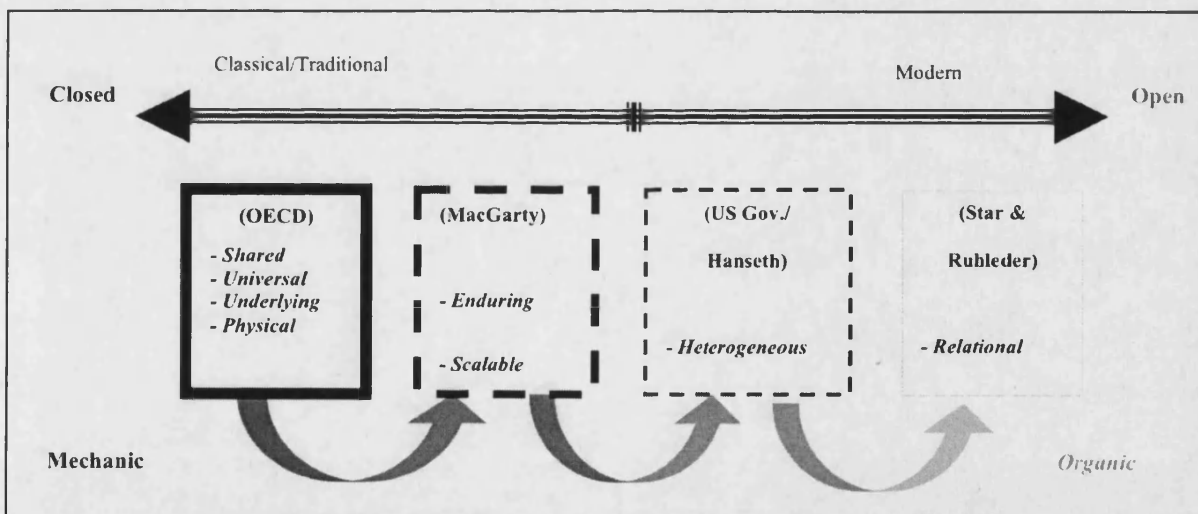 Classical/Traditional
Modern
Closed
Open
(OECD)
- Shared
- Universal
- Underlying
- Physical
(MacGarty)
- Enduring
- Scalable
(US Gov./
Hanseth)
- Heterogeneous
(Star &
Ruhleder)
- Relational
Mechanic
Organic